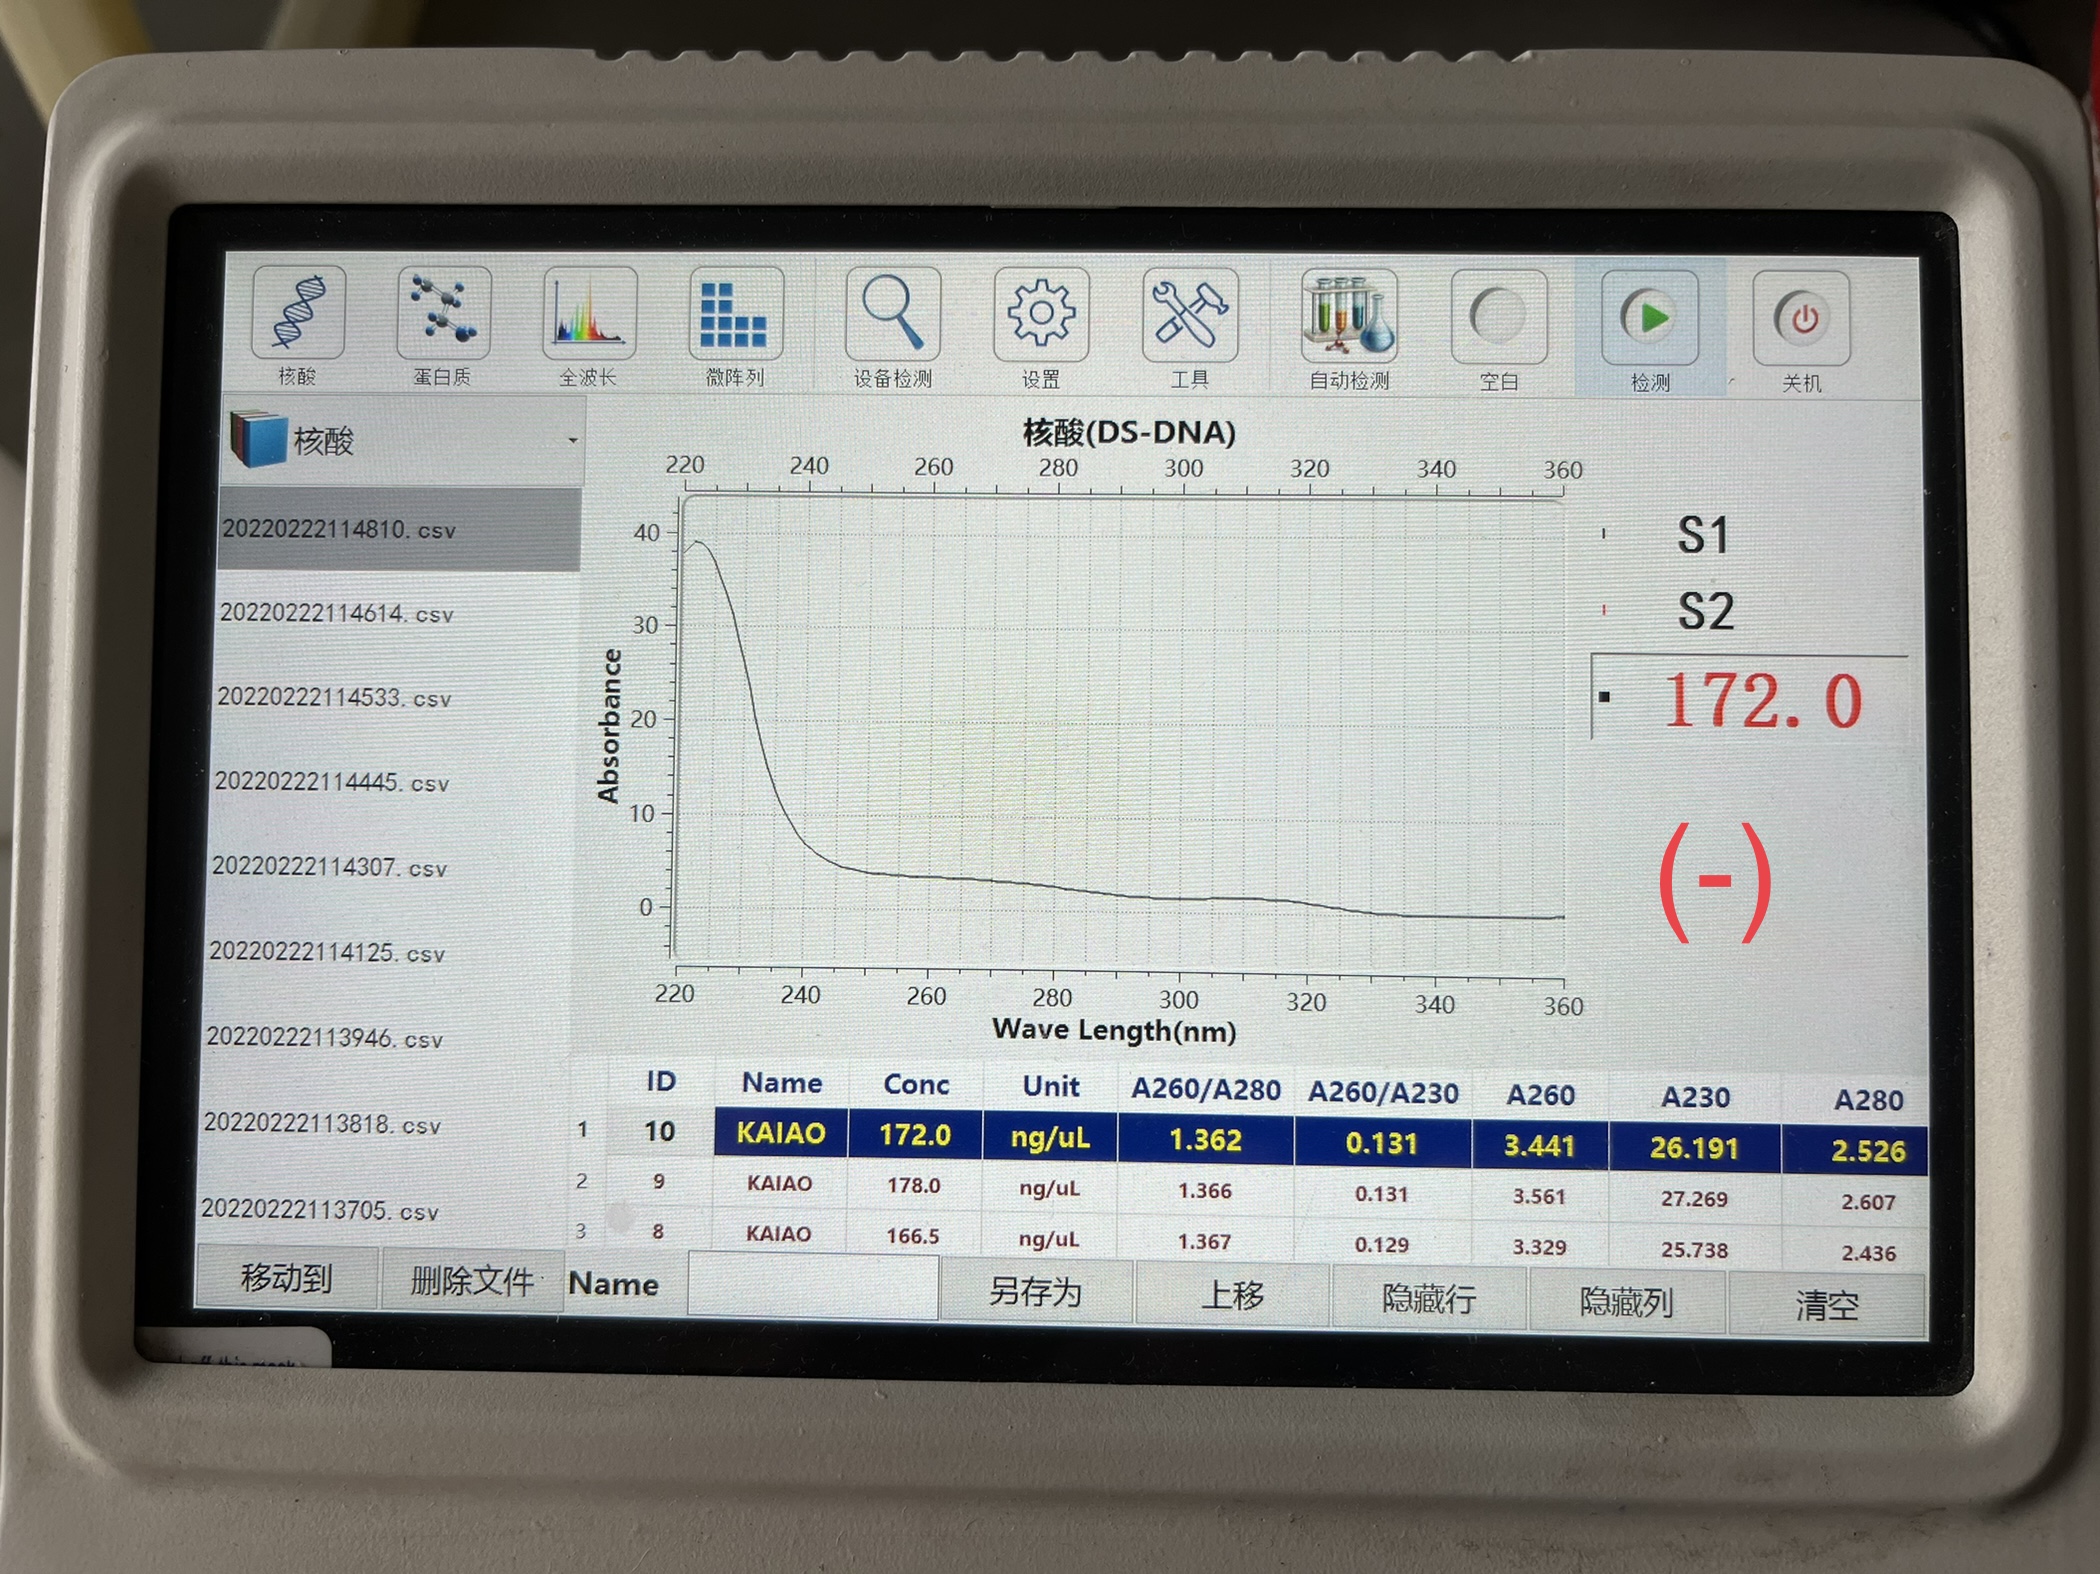 核酸 蛋白质 全波长 微阵列 设备检测 设置 工具 自动检测 空白 检测 关机
核酸
20220222114810.csv
20220222114614.csv
20220222114533.csv
20220222114445.csv
20220222114307.csv
20220222114125.csv
20220222113946.csv
20220222113818.csv
20220222113705.csv
移动到 删除文件
核酸(DS-DNA)
220 240 260 280 300 320 340 360
40
30
20
10
0
Absorbance
220 240 260 280 300 320 340 360
Wave Length(nm)
S1
S2
172.0
(-)
ID Name Conc Unit A260/A280 A260/A230 A260 A230 A280
1 10 KAIAO 172.0 ng/uL 1.362 0.131 3.441 26.191 2.526
2 9 KAIAO 178.0 ng/uL 1.366 0.131 3.561 27.269 2.607
3 8 KAIAO 166.5 ng/uL 1.367 0.129 3.329 25.738 2.436
Name 另存为 上移 隐藏行 隐藏列 清空